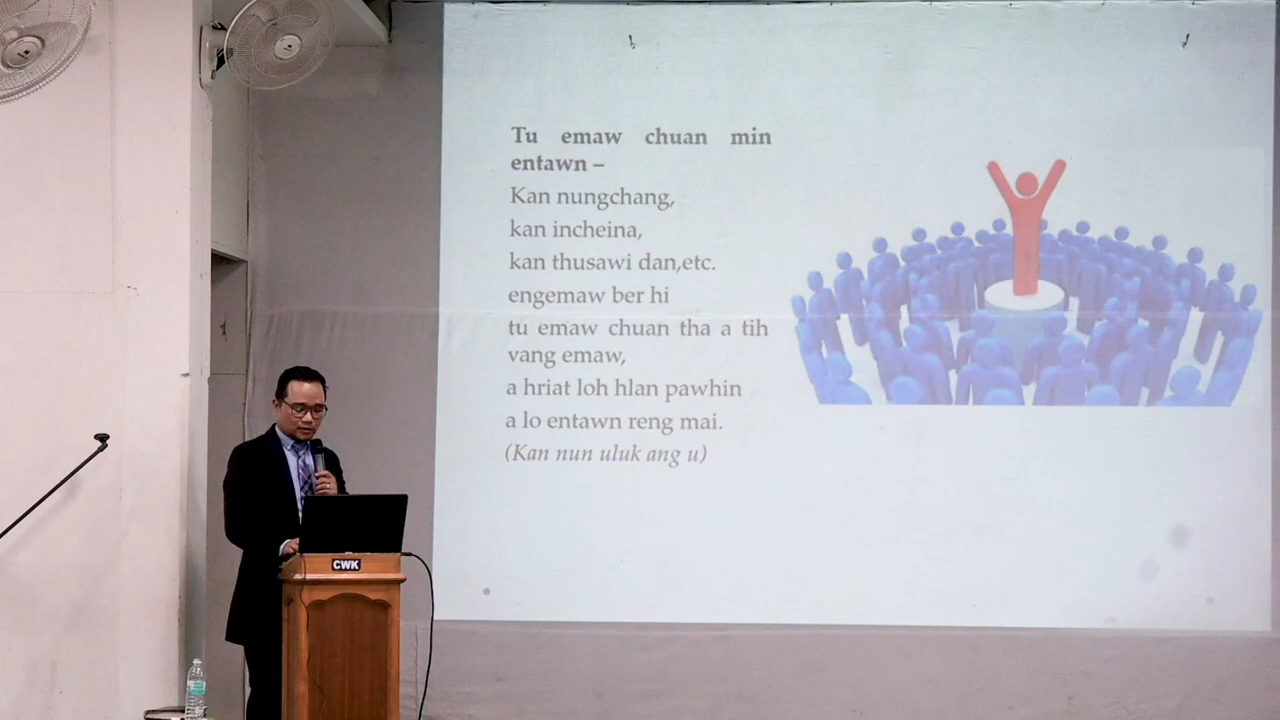 Tu emaw chuan min
entawn –
Kan nungchang,
kan incheina,
kan thusawi dan,etc.
engemaw ber hi
tu emaw chuan tha a tih
vang emaw,
a hriat loh hlan pawhin
a lo entawn reng mai.
(Kan nun uluk ang u)
CWK